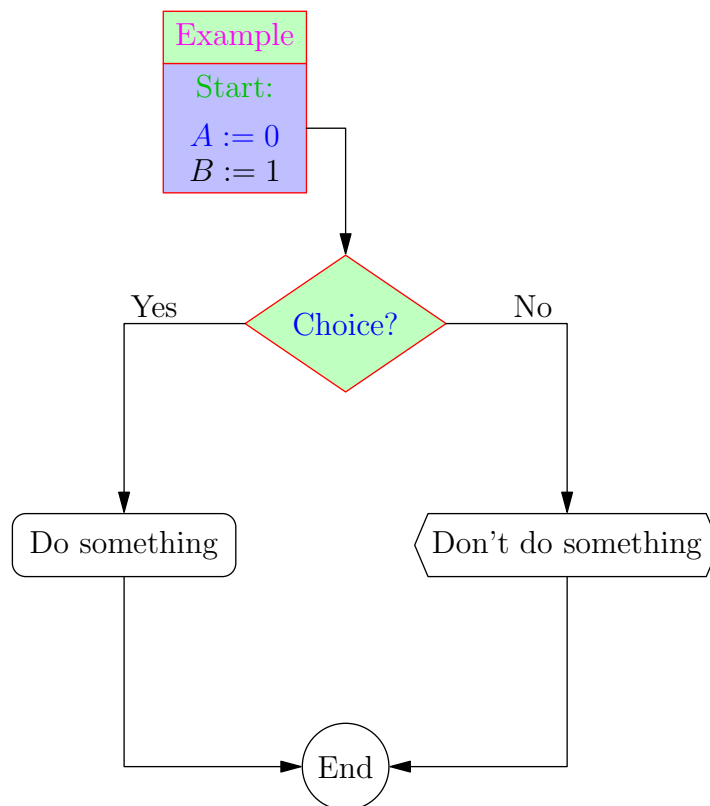 Example
Start:
A := 0
B := 1
Yes
No
Choice?
Do something
Don't do something
End